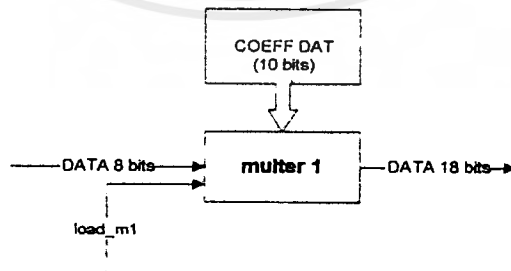 COEFF DAT
(10 bits)
DATA 8 bits
multer 1
DATA 18 bits
load_m1